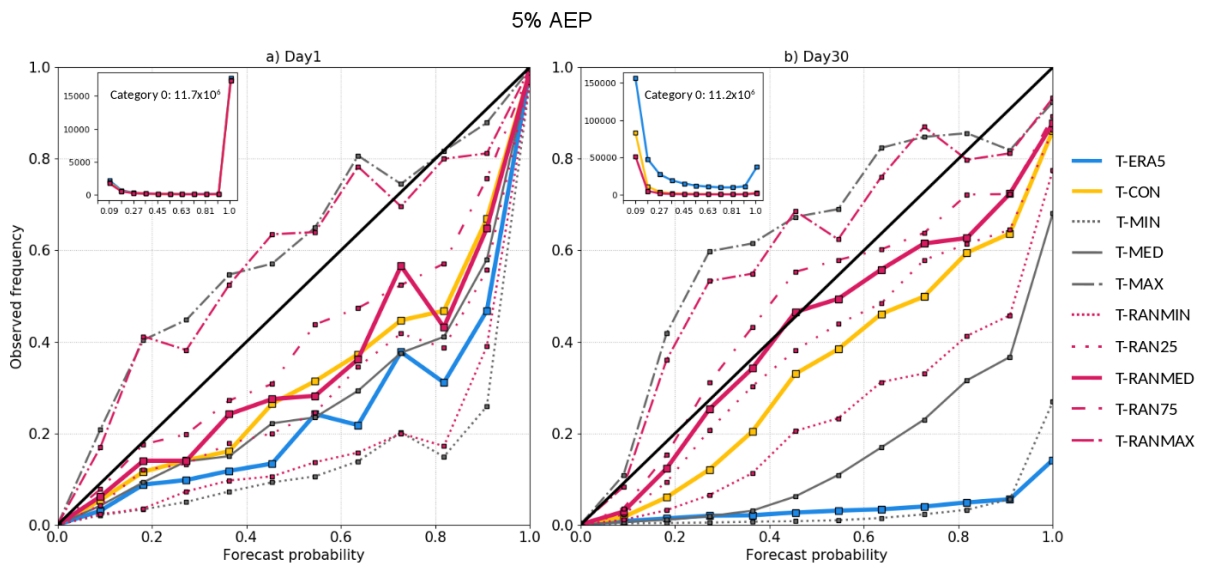 5% AEP
a) Day1
1.0
0.8
0.6
0.4
0.2
0.0
Observed frequency
0.0 0.2 0.4 0.6 0.8 1.0
Forecast probability
Category 0: 11.7x10⁶
15000
10000
5000
0
0.09 0.27 0.45 0.63 0.81 1.0
b) Day30
1.0
0.8
0.6
0.4
0.2
0.0
0.0 0.2 0.4 0.6 0.8 1.0
Forecast probability
Category 0: 11.2x10⁶
150000
100000
50000
0
0.09 0.27 0.45 0.63 0.81 1.0
T-ERA5
T-CON
T-MIN
T-MED
T-MAX
T-RANMIN
T-RAN25
T-RANMED
T-RAN75
T-RANMAX